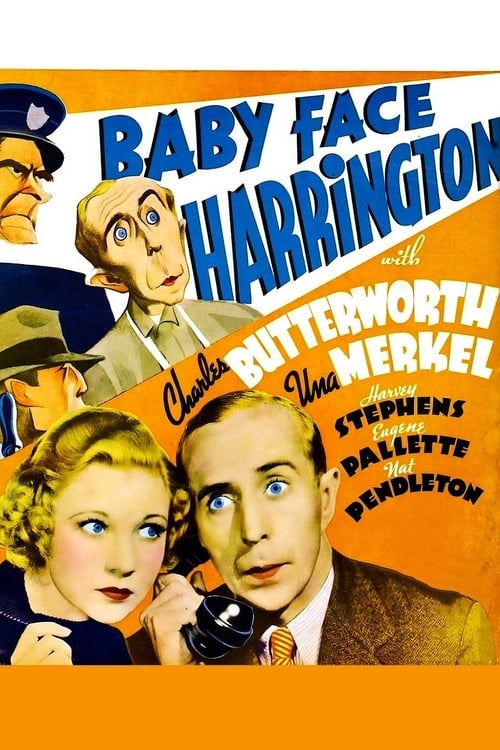 BABY FACE
HARRINGTON
with
Charles
BUTTERWORTH
Una MERKEL
Harvey
STEPHENS
Eugene
PALLETTE
Nat
PENDLETON